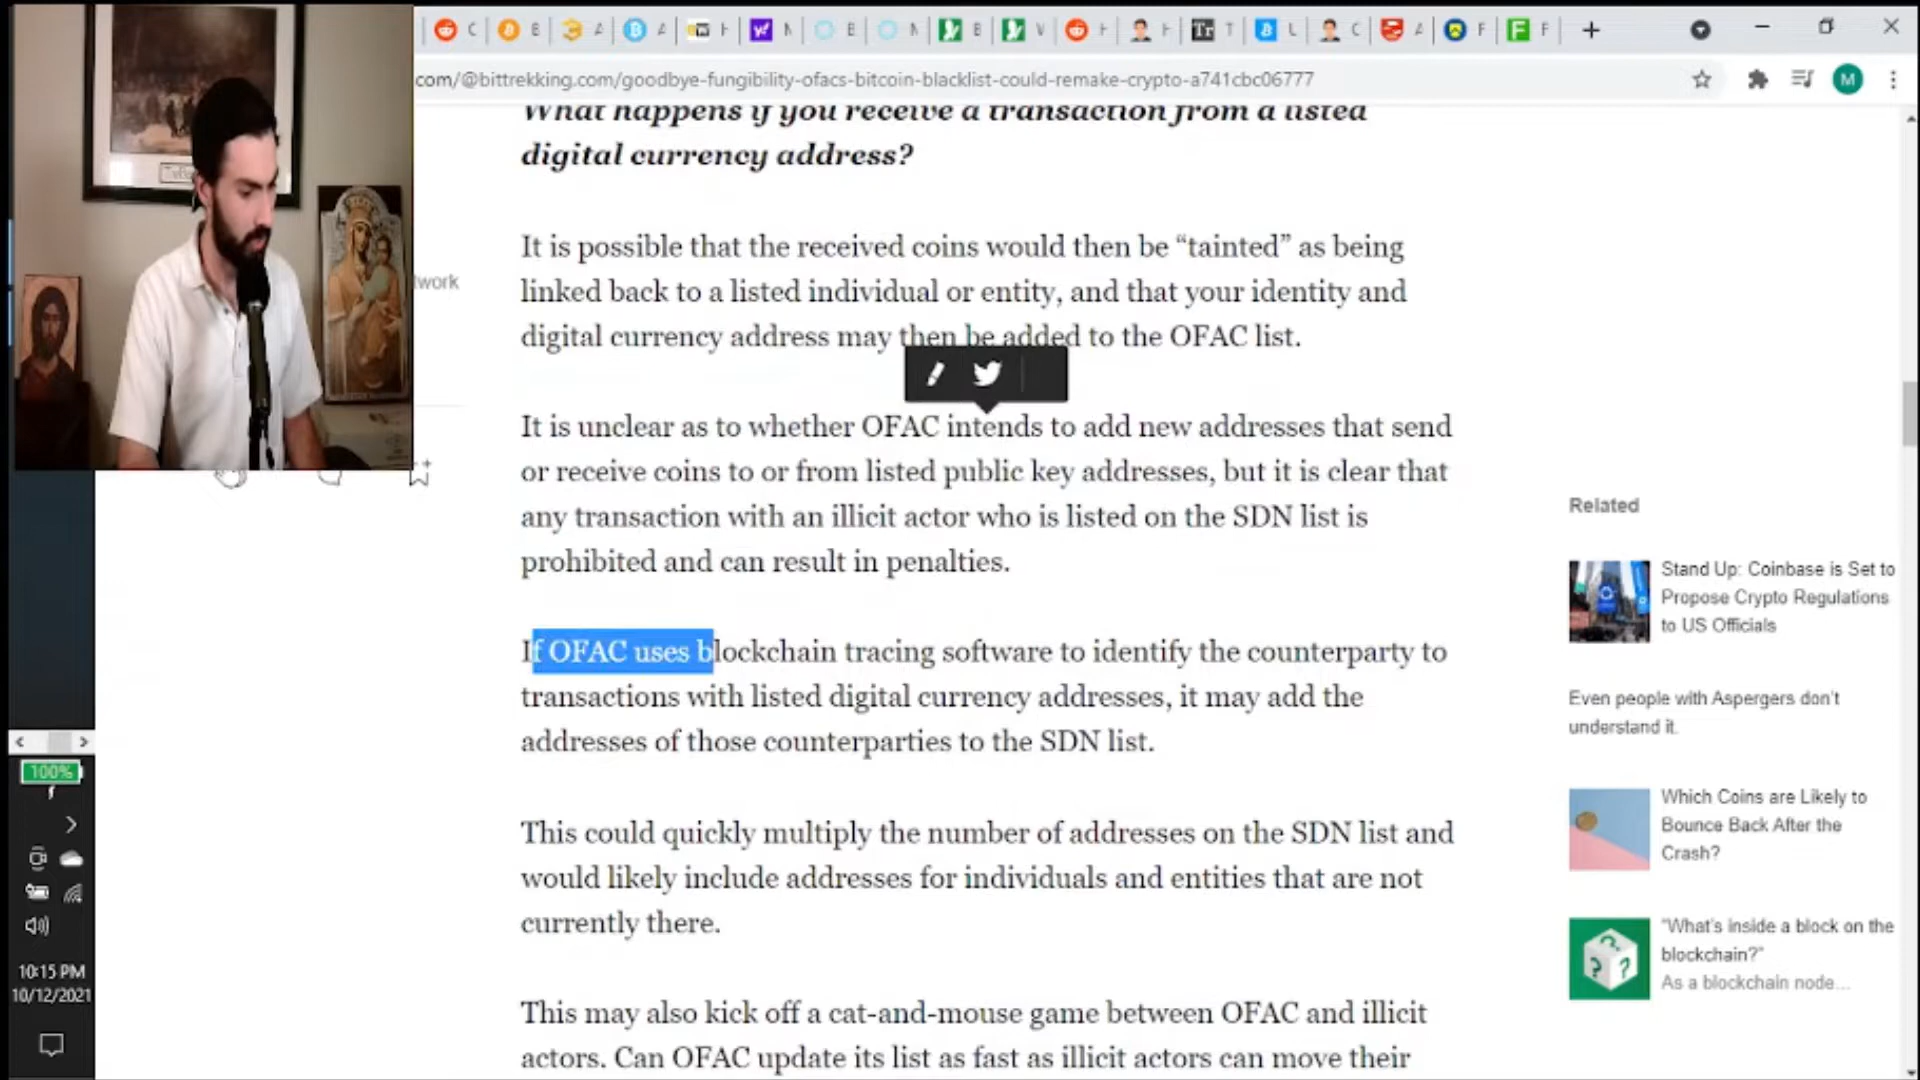 C
B
A
A
H
N
B
N
B
V
H
H
T
L
C
A
F
F
com/@bittrekking.com/goodbye-fungibility-ofacs-bitcoin-blacklist-could-remake-crypto-a741cbc06777
M
What happens if you receive a transaction from a listed
digital currency address?
It is possible that the received coins would then be “tainted” as being
linked back to a listed individual or entity, and that your identity and
digital currency address may then be added to the OFAC list.
twork
It is unclear as to whether OFAC intends to add new addresses that send
or receive coins to or from listed public key addresses, but it is clear that
any transaction with an illicit actor who is listed on the SDN list is
prohibited and can result in penalties.
If OFAC uses blockchain tracing software to identify the counterparty to
transactions with listed digital currency addresses, it may add the
addresses of those counterparties to the SDN list.
This could quickly multiply the number of addresses on the SDN list and
would likely include addresses for individuals and entities that are not
currently there.
This may also kick off a cat-and-mouse game between OFAC and illicit
actors. Can OFAC update its list as fast as illicit actors can move their
Related
Stand Up: Coinbase is Set to
Propose Crypto Regulations
to US Officials
Even people with Aspergers don't
understand it.
Which Coins are Likely to
Bounce Back After the
Crash?
"What's inside a block on the
blockchain?"
As a blockchain node...
100%
10:15 PM
10/12/2021